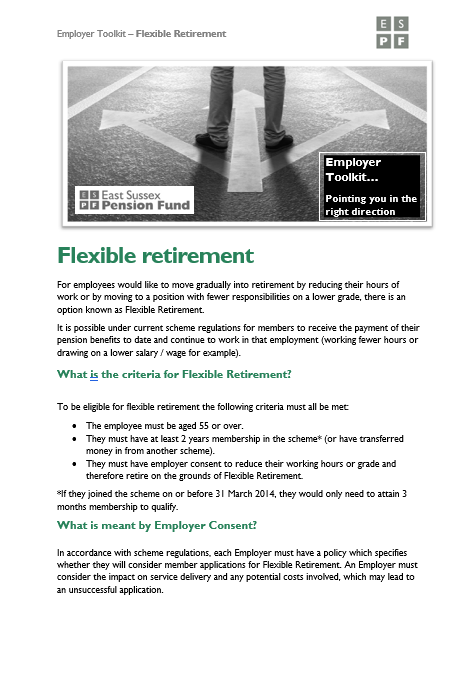 Employer Toolkit – Flexible Retirement
E S
P F
Employer
Toolkit...
Pointing you in the
right direction
E S East Sussex
P F Pension Fund
Flexible retirement
For employees would like to move gradually into retirement by reducing their hours of
work or by moving to a position with fewer responsibilities on a lower grade, there is an
option known as Flexible Retirement.
It is possible under current scheme regulations for members to receive the payment of their
pension benefits to date and continue to work in that employment (working fewer hours or
drawing on a lower salary / wage for example).
What is the criteria for Flexible Retirement?
To be eligible for flexible retirement the following criteria must all be met:
• The employee must be aged 55 or over.
• They must have at least 2 years membership in the scheme* (or have transferred
money in from another scheme).
• They must have employer consent to reduce their working hours or grade and
therefore retire on the grounds of Flexible Retirement.
*If they joined the scheme on or before 31 March 2014, they would only need to attain 3
months membership to qualify.
What is meant by Employer Consent?
In accordance with scheme regulations, each Employer must have a policy which specifies
whether they will consider member applications for Flexible Retirement. An Employer must
consider the impact on service delivery and any potential costs involved, which may lead to
an unsuccessful application.